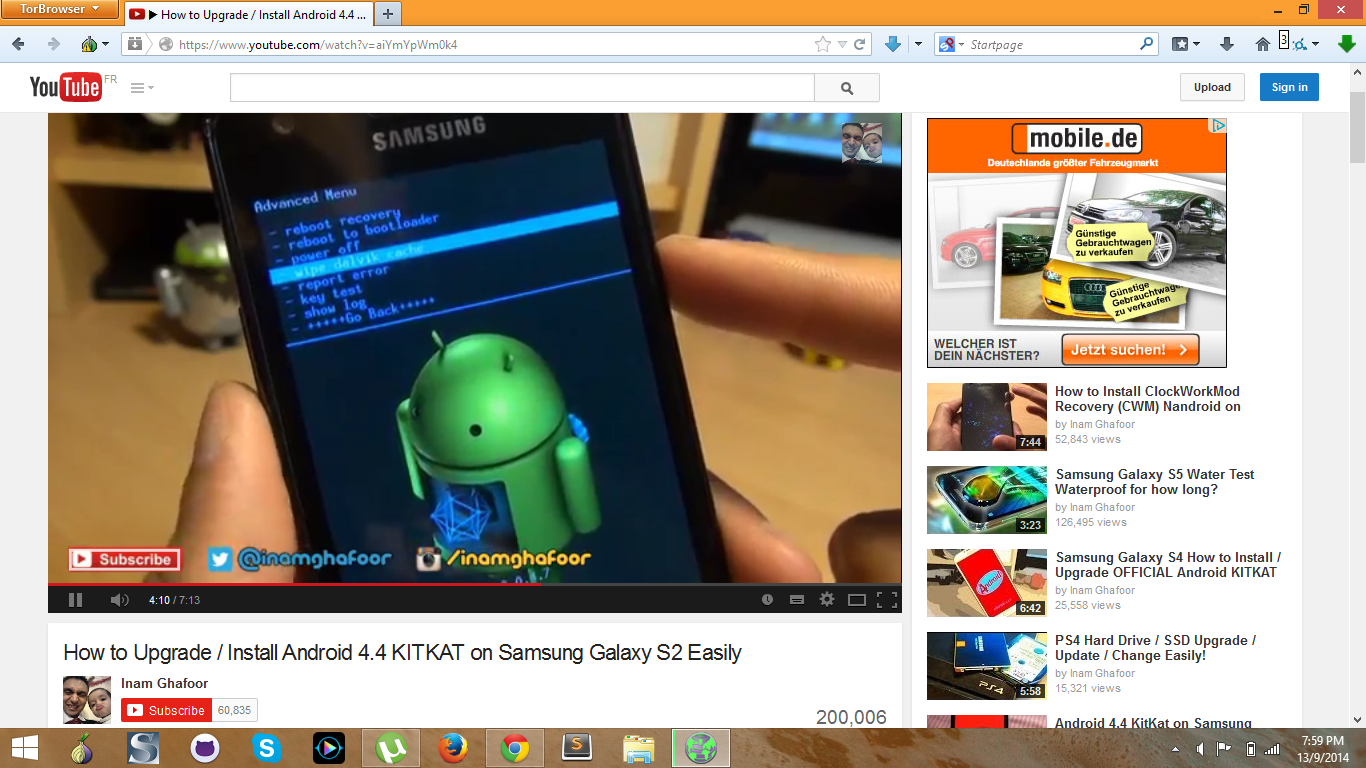 TorBrowser
► How to Upgrade / Install Android 4.4 ...
https://www.youtube.com/watch?v=aiYmYpWm0k4
Startpage
3
YouTube FR
Upload
Sign in
SAMSUNG
Advanced Menu
- reboot recovery
- reboot to bootloader
- power off
- wipe dalvik cache
- report error
- key test
- show log
- +++++Go Back+++++
Subscribe
@inamghafoor
/inamghafoor
4:10 / 7:13
How to Upgrade / Install Android 4.4 KITKAT on Samsung Galaxy S2 Easily
Inam Ghafoor
Subscribe 60,835
200,006
mobile.de
Deutschlands größter Fahrzeugmarkt
Günstige
Gebrauchtwagen
zu verkaufen
Günstige
Gebrauchtwagen
zu verkaufen
WELCHER IST
DEIN NÄCHSTER?
Jetzt suchen!
How to Install ClockWorkMod
Recovery (CWM) Nandroid on
by Inam Ghafoor
52,843 views
7:44
Samsung Galaxy S5 Water Test
Waterproof for how long?
by Inam Ghafoor
126,495 views
3:23
Samsung Galaxy S4 How to Install /
Upgrade OFFICIAL Android KITKAT
by Inam Ghafoor
25,558 views
Android
6:42
PS4 Hard Drive / SSD Upgrade /
Update / Change Easily!
by Inam Ghafoor
15,321 views
PS4
5:58
Android 4.4 KitKat on Samsung
7:59 PM
13/9/2014